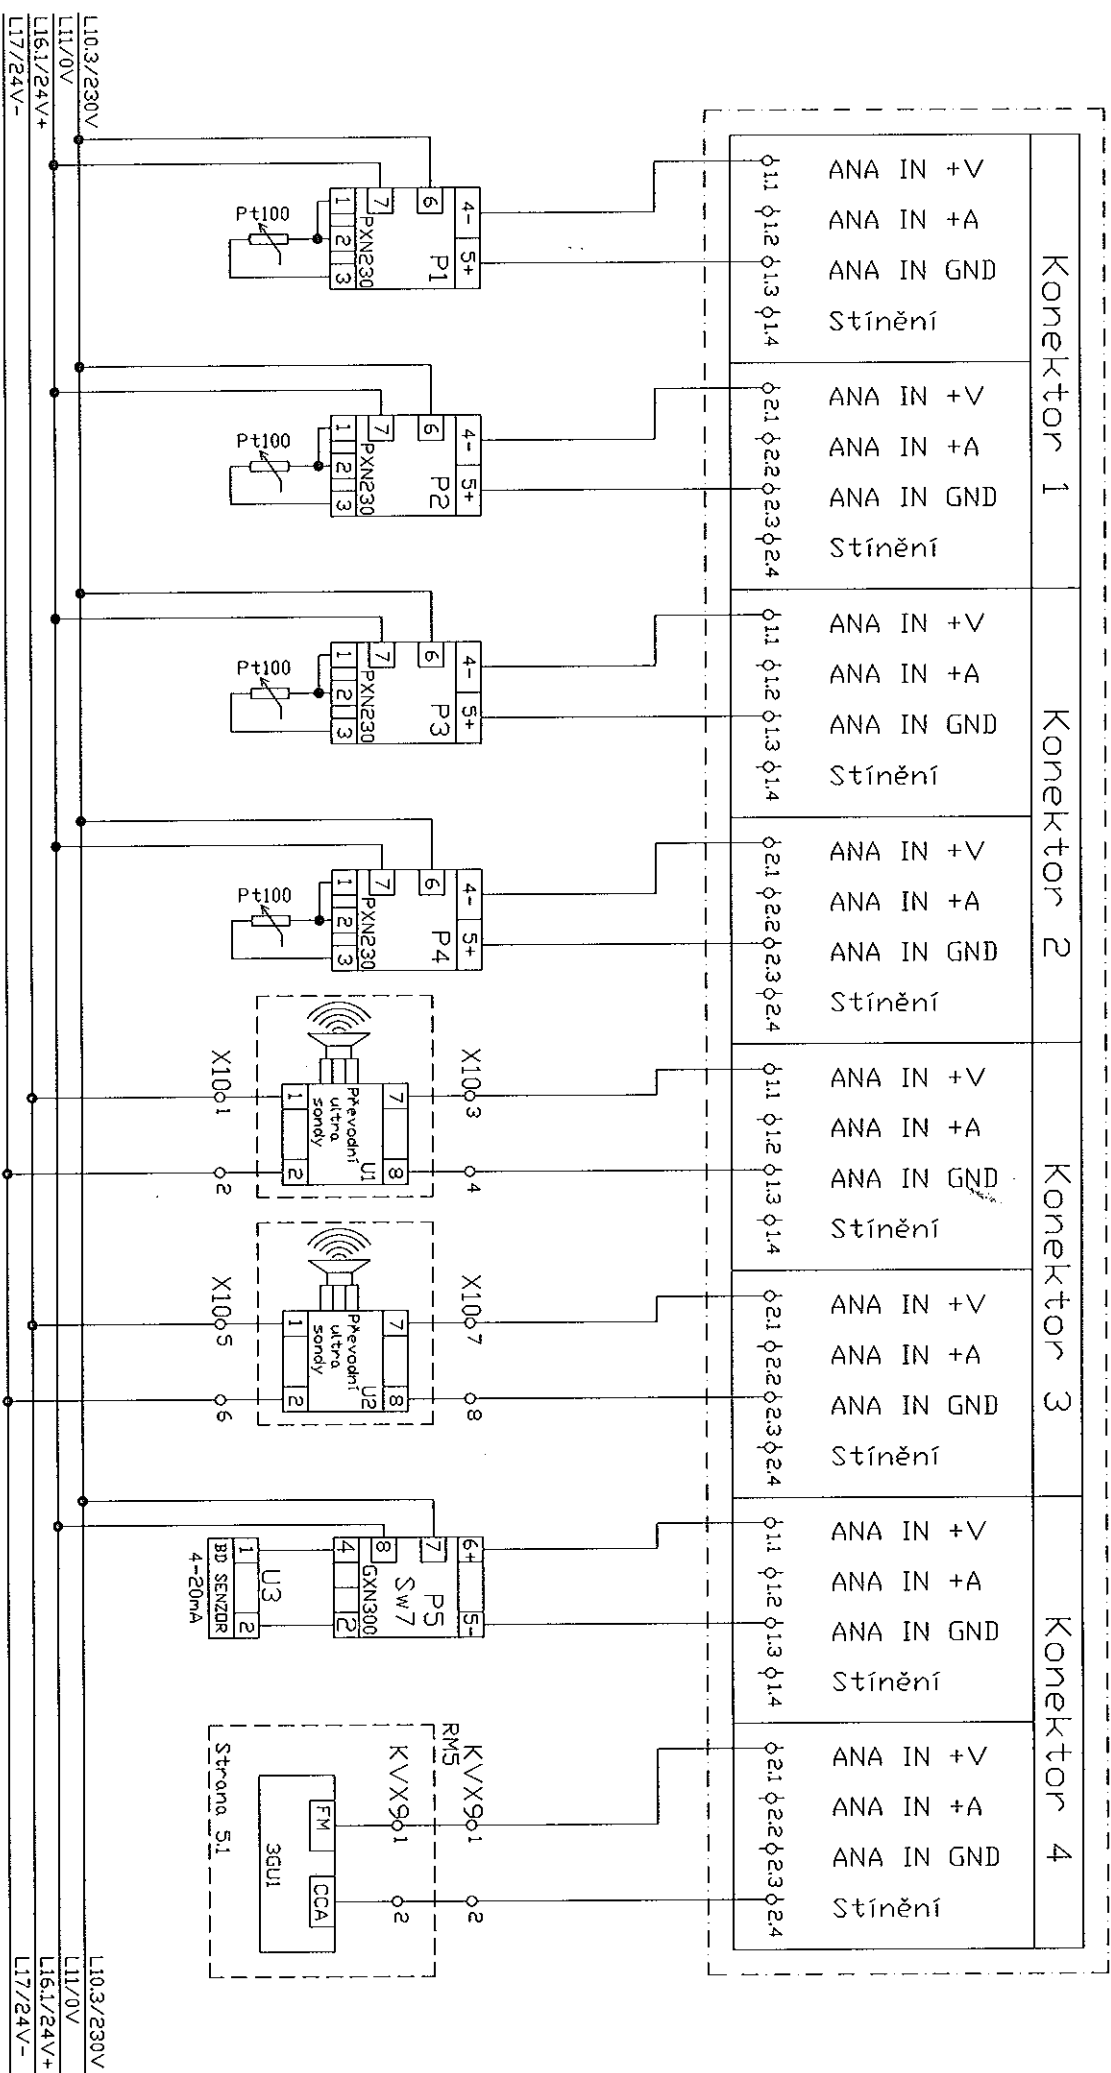 Konektor 1
Konektor 2
Konektor 3
Konektor 4
ANA IN +V
ANA IN +A
ANA IN GND
Stínění
ANA IN +V
ANA IN +A
ANA IN GND
Stínění
ANA IN +V
ANA IN +A
ANA IN GND
Stínění
ANA IN +V
ANA IN +A
ANA IN GND
Stínění
ANA IN +V
ANA IN +A
ANA IN GND
Stínění
ANA IN +V
ANA IN +A
ANA IN GND
Stínění
ANA IN +V
ANA IN +A
ANA IN GND
Stínění
ANA IN +V
ANA IN +A
ANA IN GND
Stínění
1.1 1.2 1.3 1.4
2.1 2.2 2.3 2.4
1.1 1.2 1.3 1.4
2.1 2.2 2.3 2.4
1.1 1.2 1.3 1.4
2.1 2.2 2.3 2.4
1.1 1.2 1.3 1.4
2.1 2.2 2.3 2.4
4- 5+
6 P1
7 PXN230
1 2 3
Pt100
4- 5+
6 P2
7 PXN230
1 2 3
Pt100
4- 5+
6 P3
7 PXN230
1 2 3
Pt100
4- 5+
6 P4
7 PXN230
1 2 3
Pt100
X10 3 4
7 8
U1
Převodní
ultra
sondy
1 2
X10 1 2
X10 7 8
7 8
U2
Převodní
ultra
sondy
1 2
X10 5 6
6+ 5-
7 P5
Sw7
8 GXN300
4 2
U3
1 2
BD SENZOR
4-20mA
KVX9 1 2
RM5
KVX9 1 2
FM CCA
3GU1
Strana 5.1
L10.3/230V
L11/0V
L16.1/24V+
L17/24V-
L10.3/230V
L11/0V
L16.1/24V+
L17/24V-